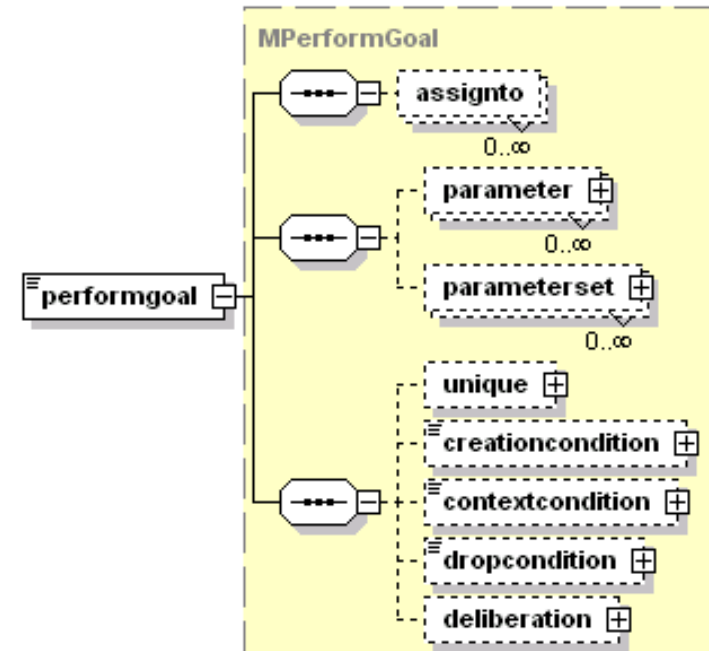 MPerformGoal
assignto
0..∞
parameter
0..∞
performgoal
parameterset
0..∞
unique
creationcondition
contextcondition
dropcondition
deliberation